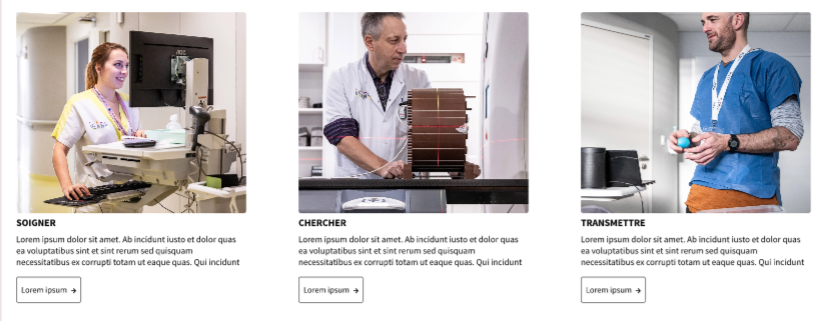 SOIGNER
Lorem ipsum dolor sit amet. Ab incidunt iusto et dolor quas
ea voluptatibus sint et sint rerum sed quisquam
necessitatibus ex corrupti totam ut eaque quas. Qui incidunt
Lorem ipsum →
CHERCHER
Lorem ipsum dolor sit amet. Ab incidunt iusto et dolor quas
ea voluptatibus sint et sint rerum sed quisquam
necessitatibus ex corrupti totam ut eaque quas. Qui incidunt
Lorem ipsum →
TRANSMETTRE
Lorem ipsum dolor sit amet. Ab incidunt iusto et dolor quas
ea voluptatibus sint et sint rerum sed quisquam
necessitatibus ex corrupti totam ut eaque quas. Qui incidunt
Lorem ipsum →